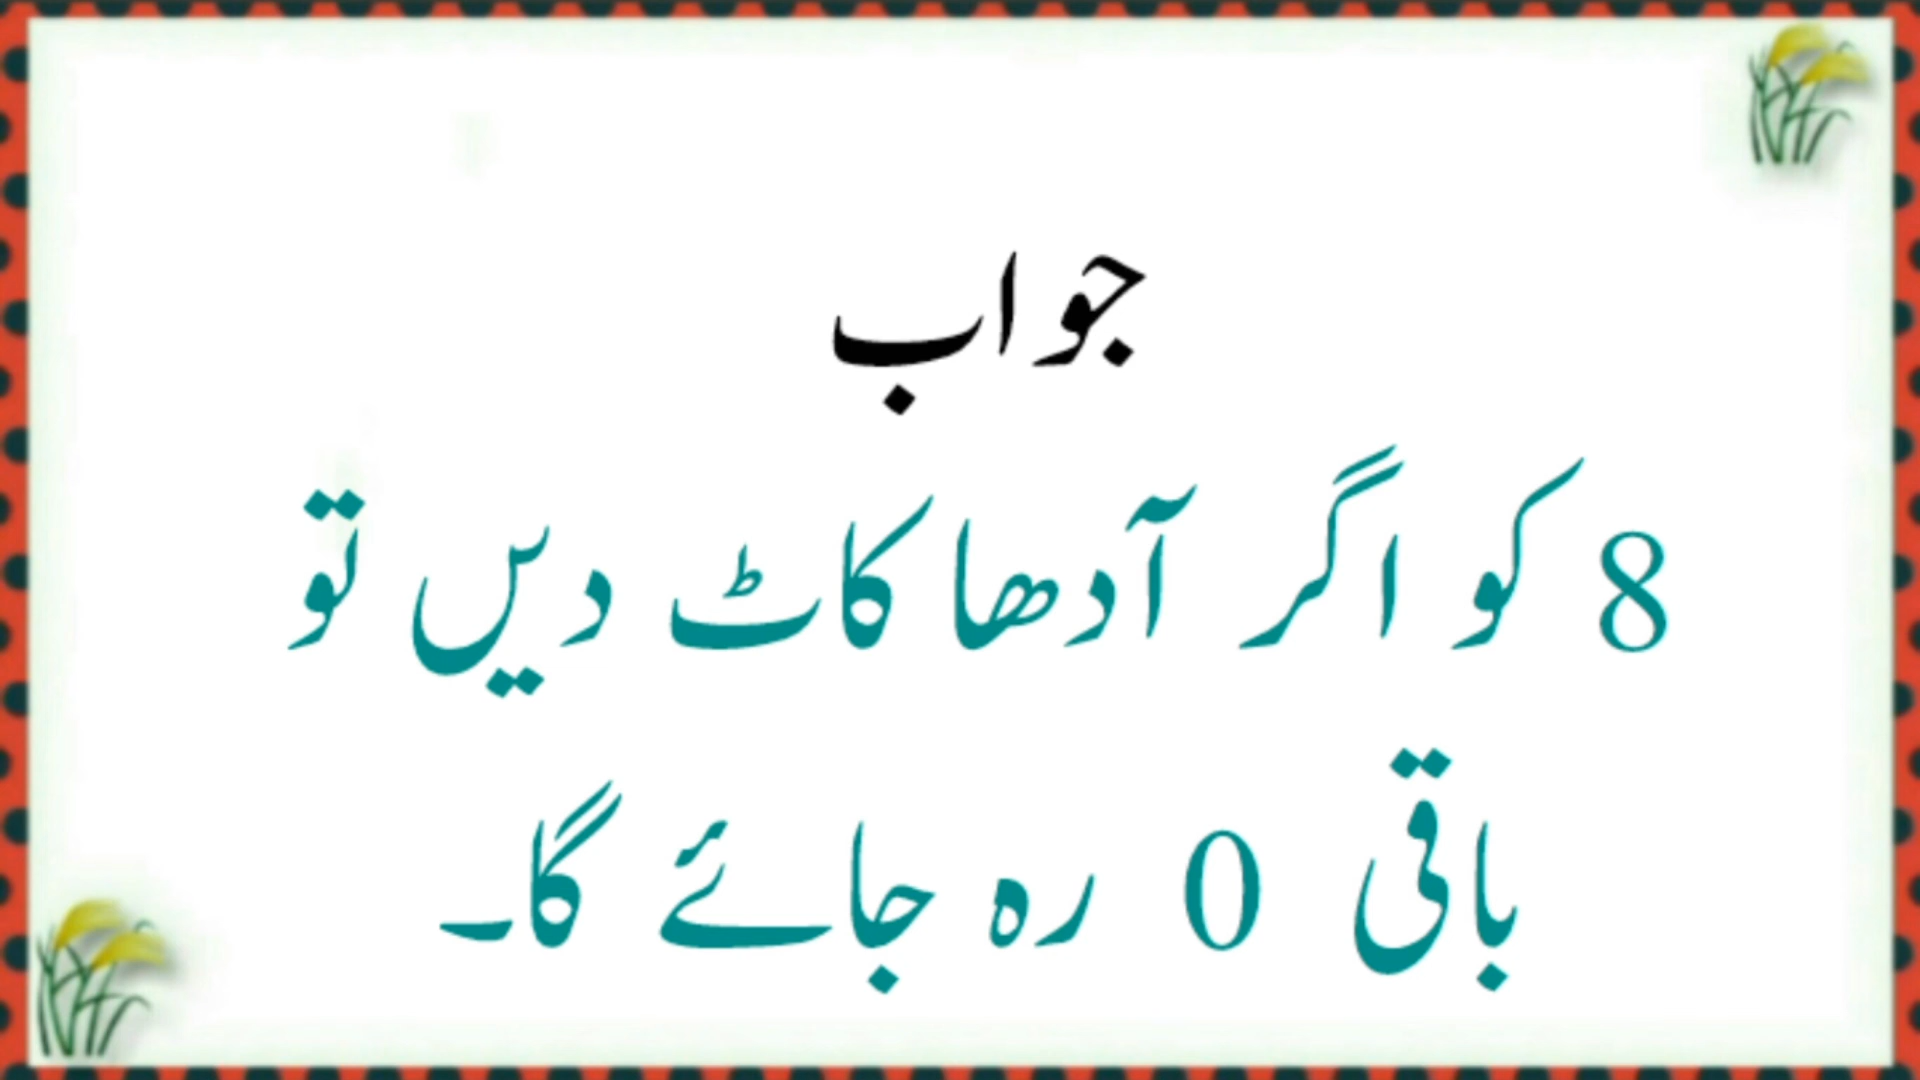 جواب
8 کو اگر آدھا کاٹ دیں تو
باقی 0 رہ جائے گا۔